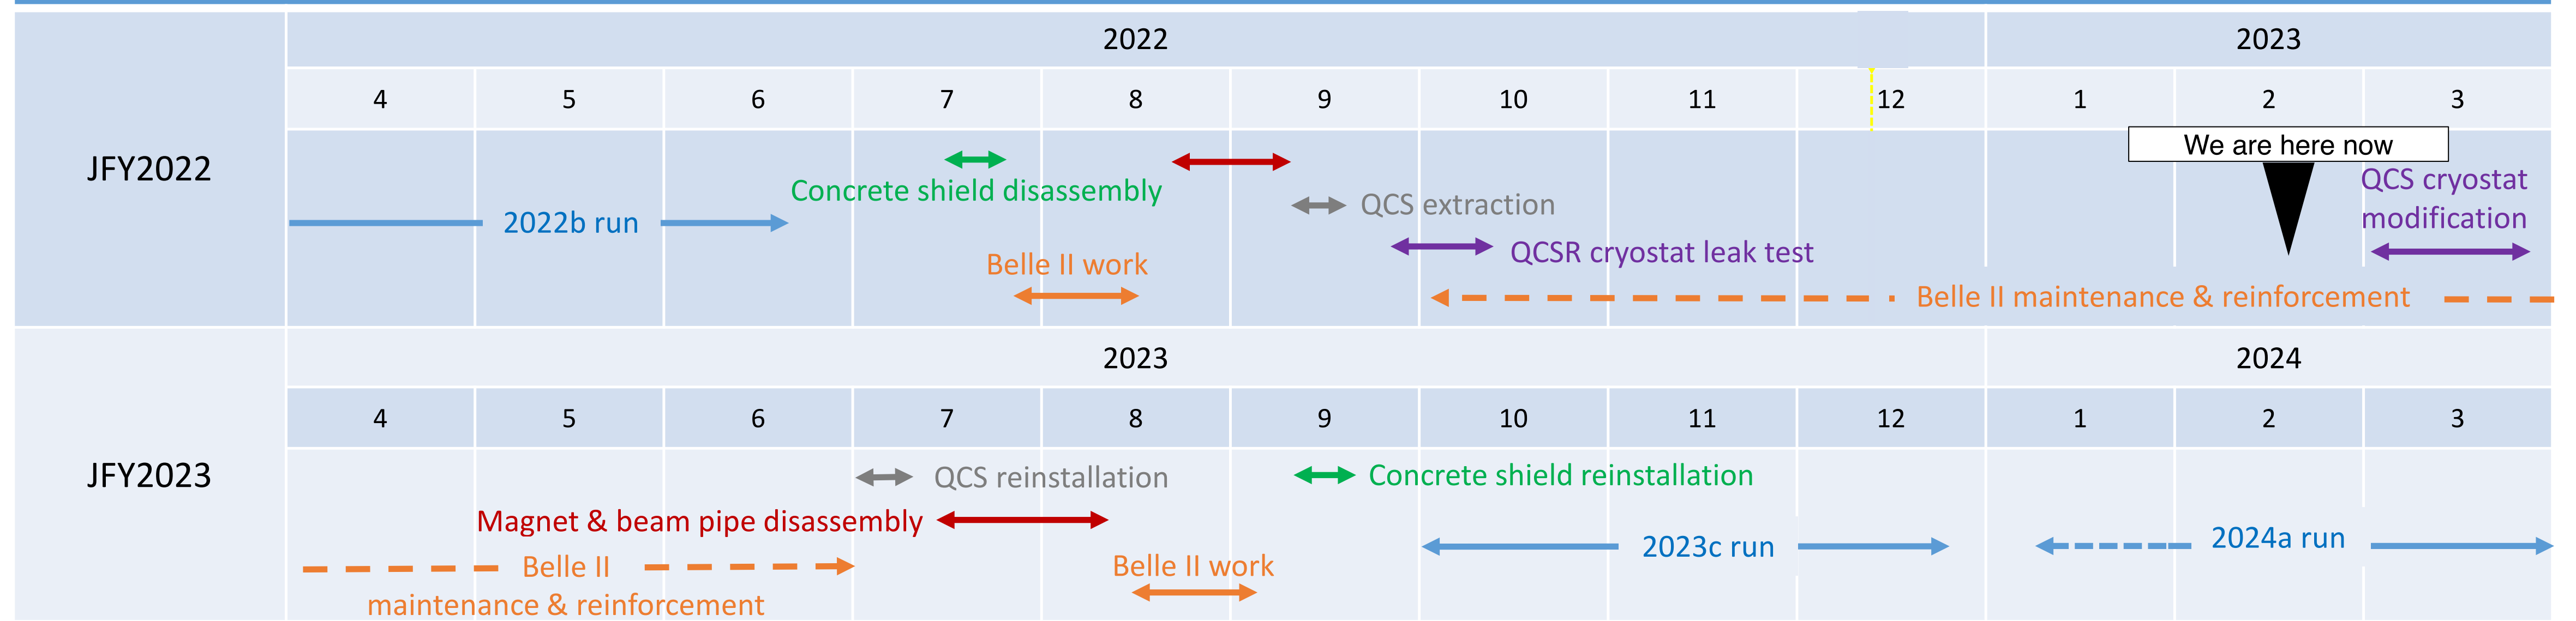 2022
2023
4
5
6
7
8
9
10
11
12
1
2
3
JFY2022
We are here now
Concrete shield disassembly
QCS cryostat
modification
QCS extraction
2022b run
QCSR cryostat leak test
Belle II work
Belle II maintenance & reinforcement
2023
2024
4
5
6
7
8
9
10
11
12
1
2
3
JFY2023
QCS reinstallation
Concrete shield reinstallation
Magnet & beam pipe disassembly
2023c run
2024a run
Belle II
maintenance & reinforcement
Belle II work